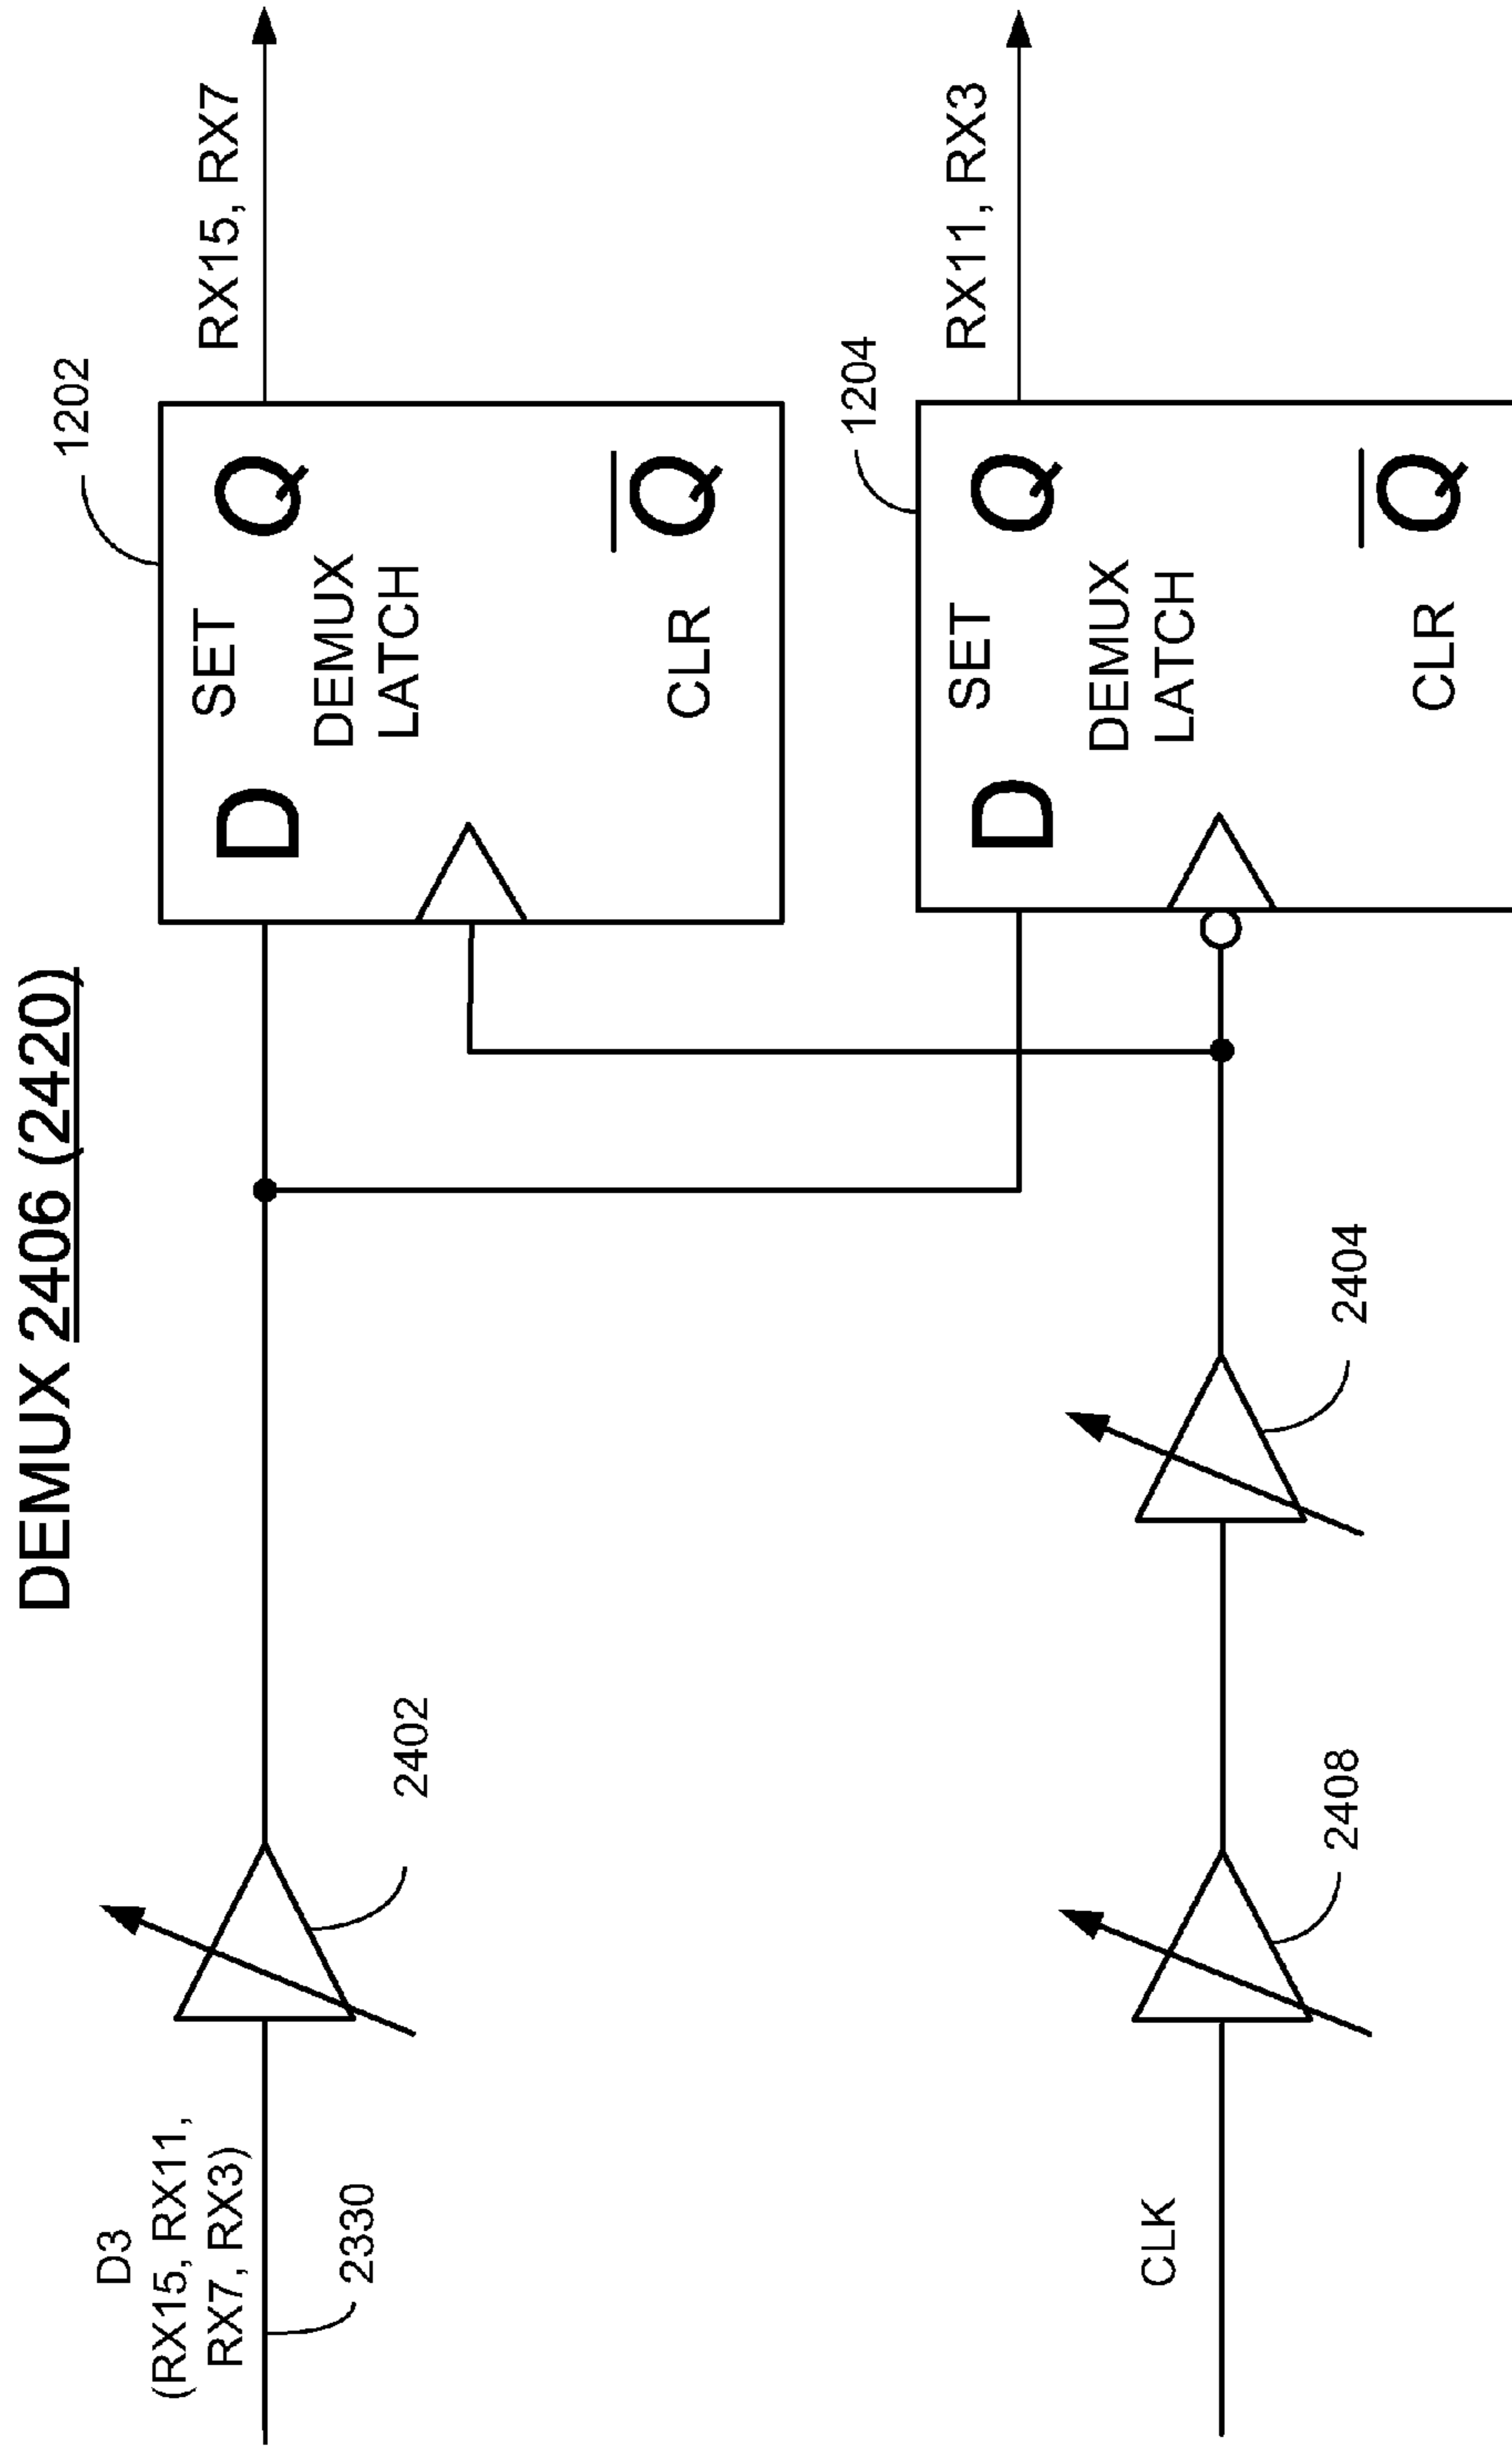 DEMUX 2406 (2420)
D3
(RX15, RX11,
RX7, RX3)
2330
2402
D
SET
Q
DEMUX
LATCH
CLR
Q
1202
RX15, RX7
CLK
2408
2404
D
SET
Q
DEMUX
LATCH
CLR
Q
1204
RX11, RX3